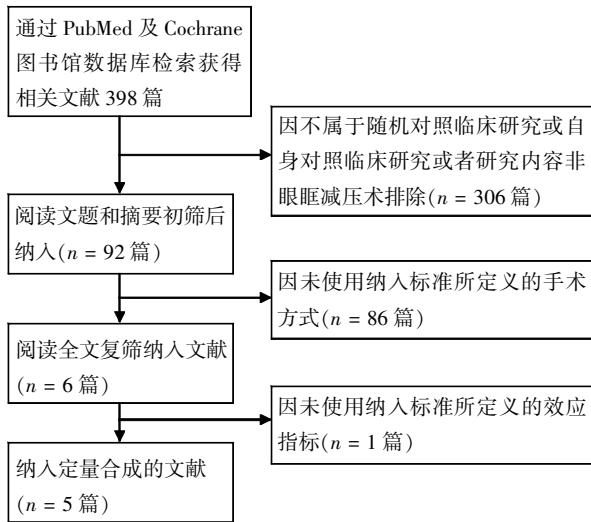 通过 PubMed 及 Cochrane
图书馆数据库检索获得
相关文献 398 篇
因不属于随机对照临床研究或自
身对照临床研究或者研究内容非
眼眶减压术排除(n = 306 篇)
阅读文题和摘要初筛后
纳入(n = 92 篇)
因未使用纳入标准所定义的手术
方式(n = 86 篇)
阅读全文复筛纳入文献
(n = 6 篇)
因未使用纳入标准所定义的效应
指标(n = 1 篇)
纳入定量合成的文献
(n = 5 篇)